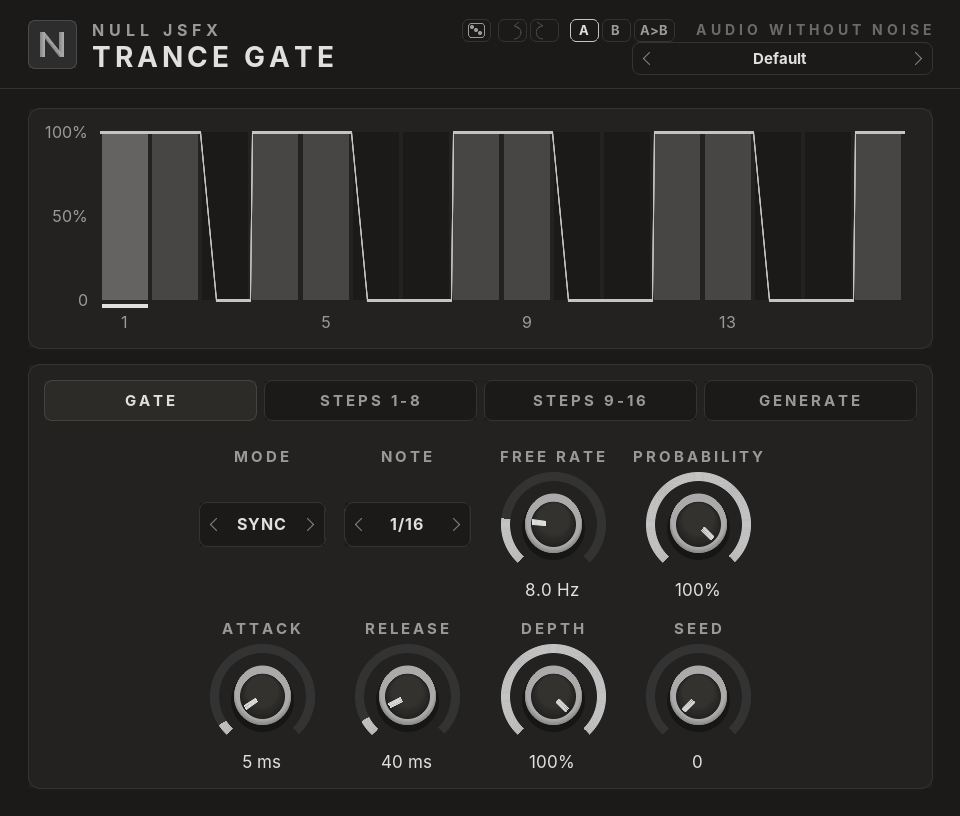 N
NULL JSFX
TRANCE GATE
A B A>B
AUDIO WITHOUT NOISE
Default
100%
50%
0
1 5 9 13
GATE STEPS 1-8 STEPS 9-16 GENERATE
MODE NOTE FREE RATE PROBABILITY
SYNC 1/16
8.0 Hz 100%
ATTACK RELEASE DEPTH SEED
5 ms 40 ms 100% 0